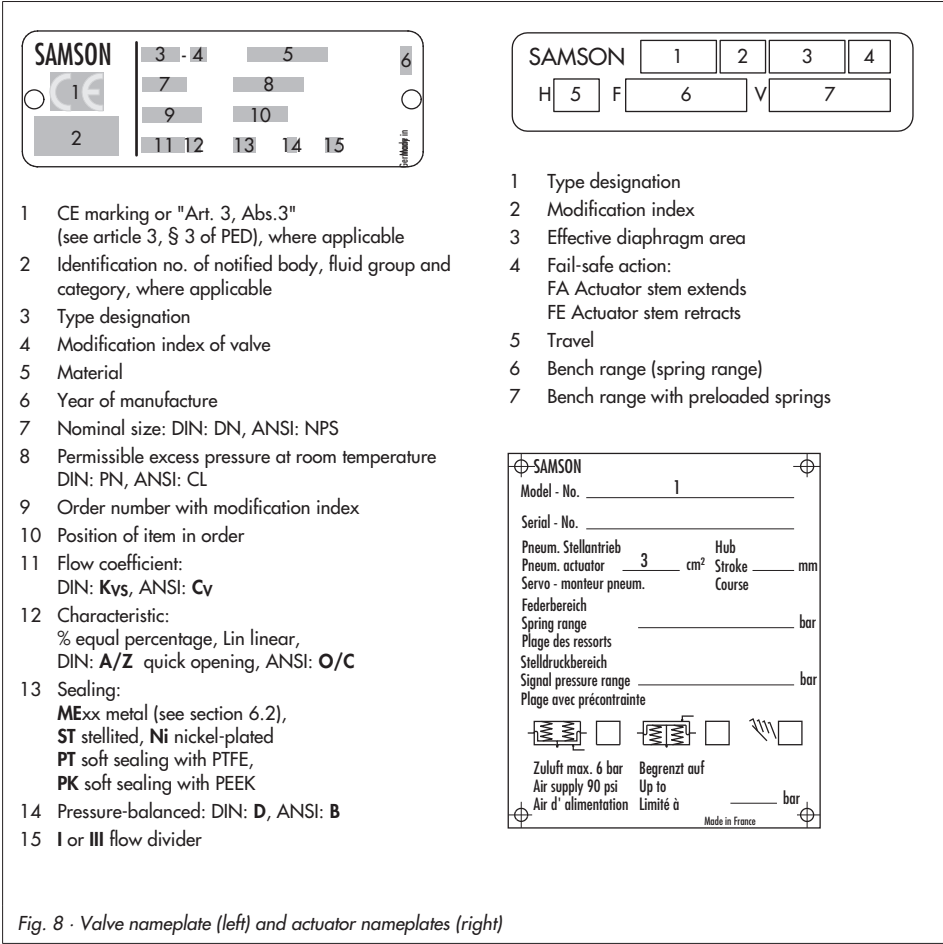 SAMSON 3 - 4 5 6
1 CE 7 8
9 10
2 11 12 13 14 15
Made in
1 CE marking or "Art. 3, Abs.3"
(see article 3, § 3 of PED), where applicable
2 Identification no. of notified body, fluid group and
category, where applicable
3 Type designation
4 Modification index of valve
5 Material
6 Year of manufacture
7 Nominal size: DIN: DN, ANSI: NPS
8 Permissible excess pressure at room temperature
DIN: PN, ANSI: CL
9 Order number with modification index
10 Position of item in order
11 Flow coefficient:
DIN: KVS, ANSI: CV
12 Characteristic:
% equal percentage, Lin linear,
DIN: A/Z quick opening, ANSI: O/C
13 Sealing:
MExx metal (see section 6.2),
ST stellited, Ni nickel-plated
PT soft sealing with PTFE,
PK soft sealing with PEEK
14 Pressure-balanced: DIN: D, ANSI: B
15 I or III flow divider
SAMSON 1 2 3 4
H 5 F 6 V 7
1 Type designation
2 Modification index
3 Effective diaphragm area
4 Fail-safe action:
FA Actuator stem extends
FE Actuator stem retracts
5 Travel
6 Bench range (spring range)
7 Bench range with preloaded springs
SAMSON
Model - No. 1
Serial - No.
Pneum. Stellantrieb Hub
Pneum. actuator 3 cm² Stroke mm
Servo - monteur pneum. Course
Federbereich
Spring range bar
Plage des ressorts
Stelldruckbereich
Signal pressure range bar
Plage avec précontrainte
Zuluft max. 6 bar Begrenzt auf
Air supply 90 psi Up to
Air d' alimentation Limité à bar
Made in France
Fig. 8 · Valve nameplate (left) and actuator nameplates (right)